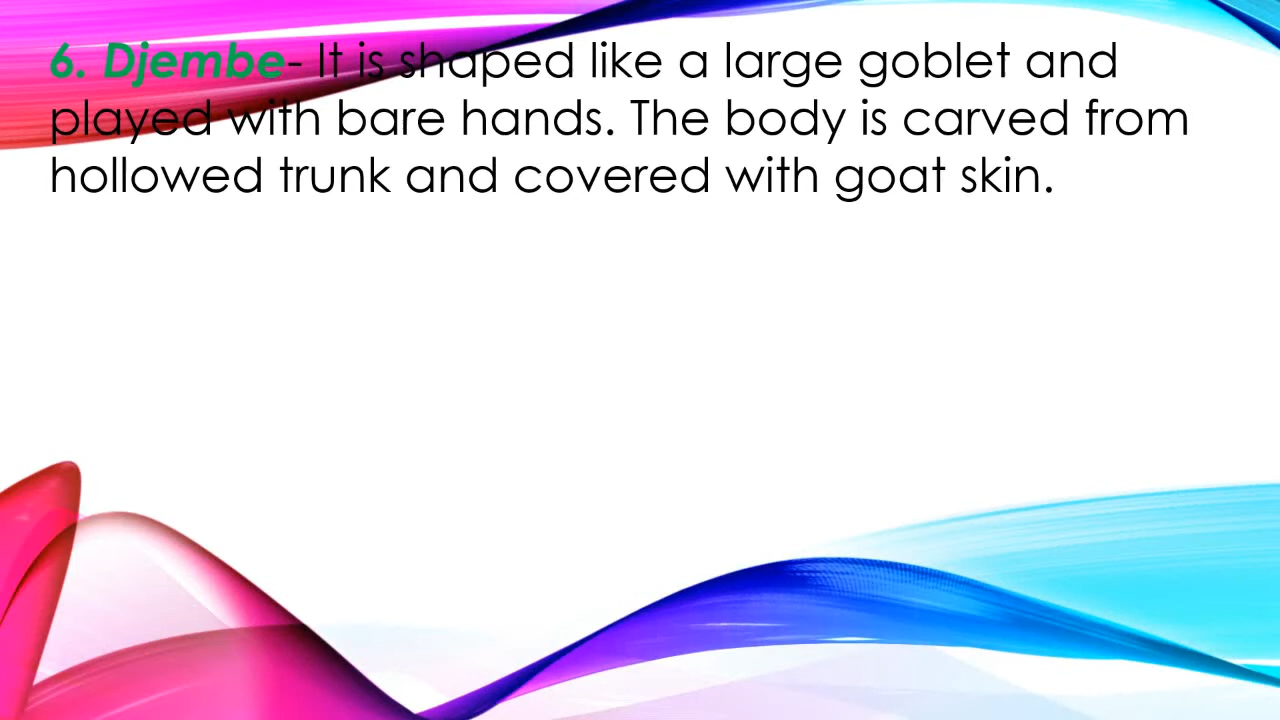 6. Djembe- It is shaped like a large goblet and
played with bare hands. The body is carved from
hollowed trunk and covered with goat skin.